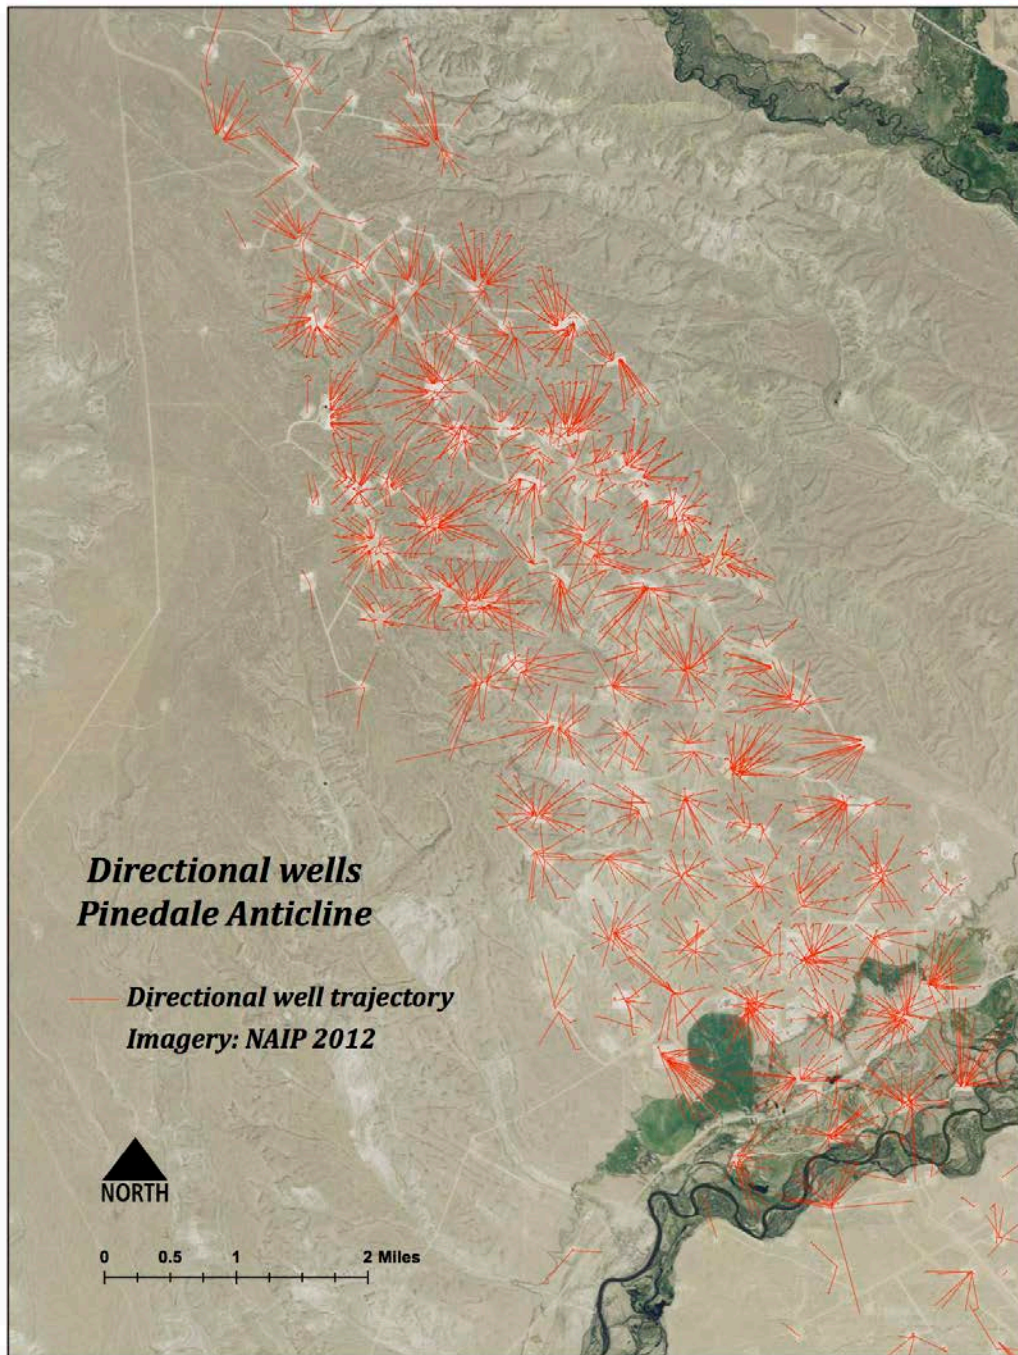 Directional wells
Pinedale Anticline
Directional well trajectory
Imagery: NAIP 2012
NORTH
0 0.5 1 2 Miles